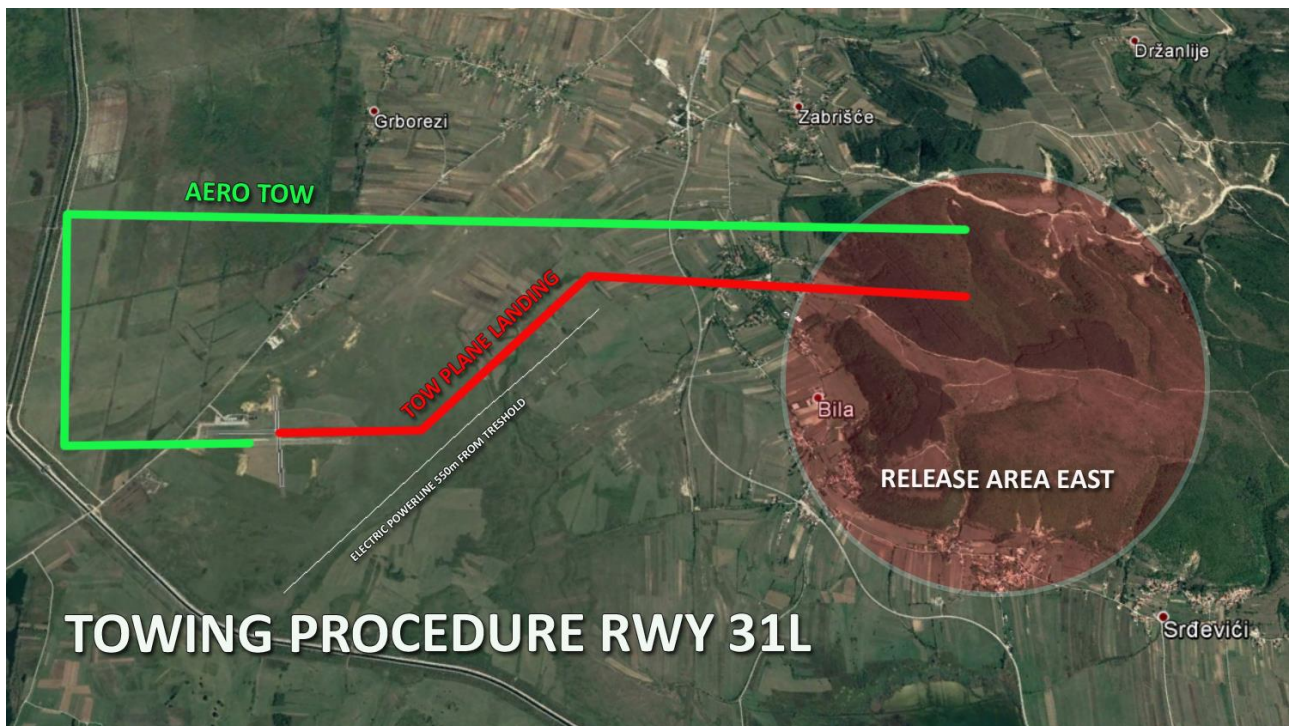 Držanlije
Grborezi
Zabrišće
AERO TOW
TOW PLANE LANDING
ELECTRIC POWERLINE 550m FROM TRESHOLD
Bila
RELEASE AREA EAST
TOWING PROCEDURE RWY 31L
Srđevići